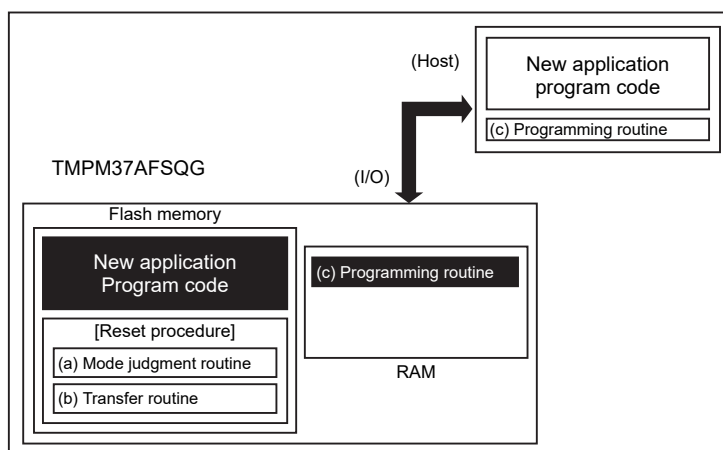 (Host)
New application
program code
(c) Programming routine
TMPM37AFSQG
(I/O)
Flash memory
New application
Program code
(c) Programming routine
[Reset procedure]
(a) Mode judgment routine
(b) Transfer routine
RAM